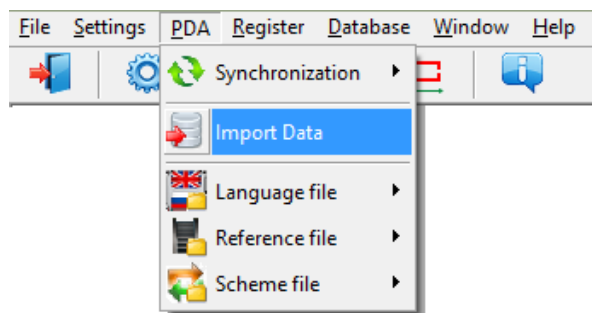 File Settings PDA Register Database Window Help
Synchronization
Import Data
Language file
Reference file
Scheme file